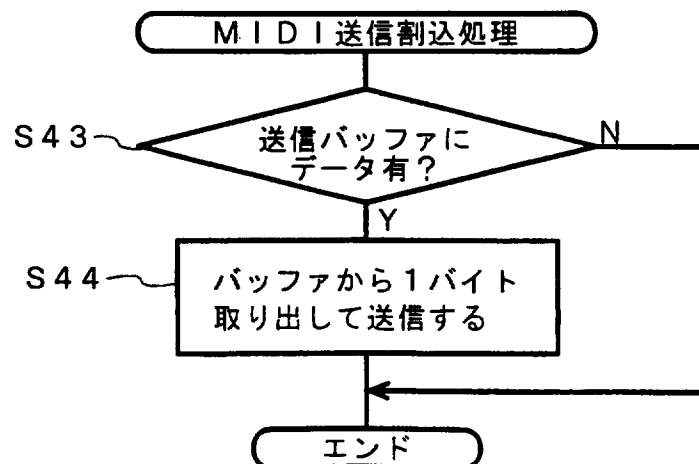 MIDI送信割込処理
S43
送信バッファに
データ有?
N
Y
S44
バッファから1バイト
取り出して送信する
エンド